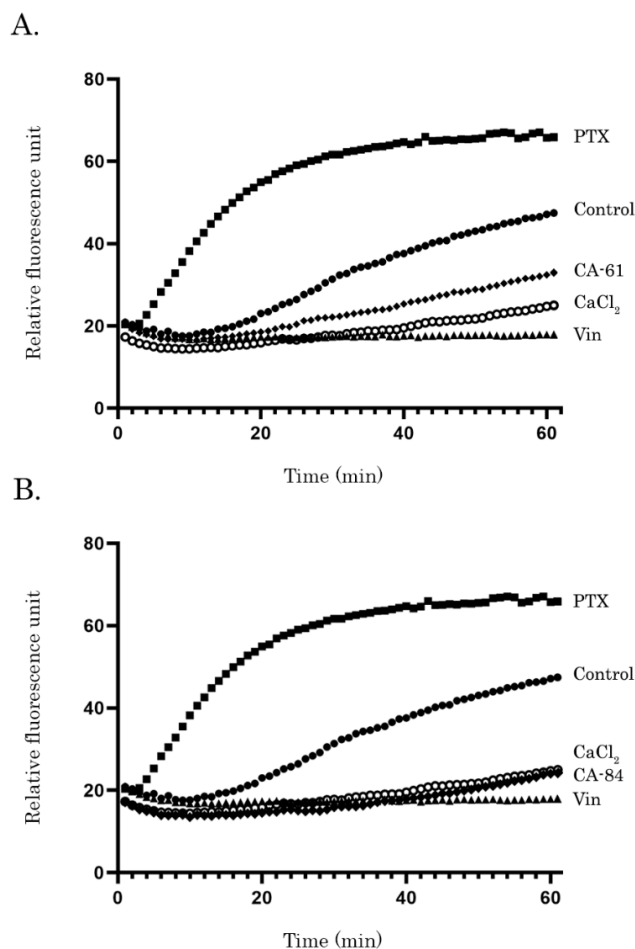 A.
80
PTX
60
Control
40
CA-61
CaCl₂
20
Vin
0
0 20 40 60
Relative fluorescence unit
Time (min)
B.
80
PTX
60
Control
40
CaCl₂
CA-84
20
Vin
0
0 20 40 60
Relative fluorescence unit
Time (min)